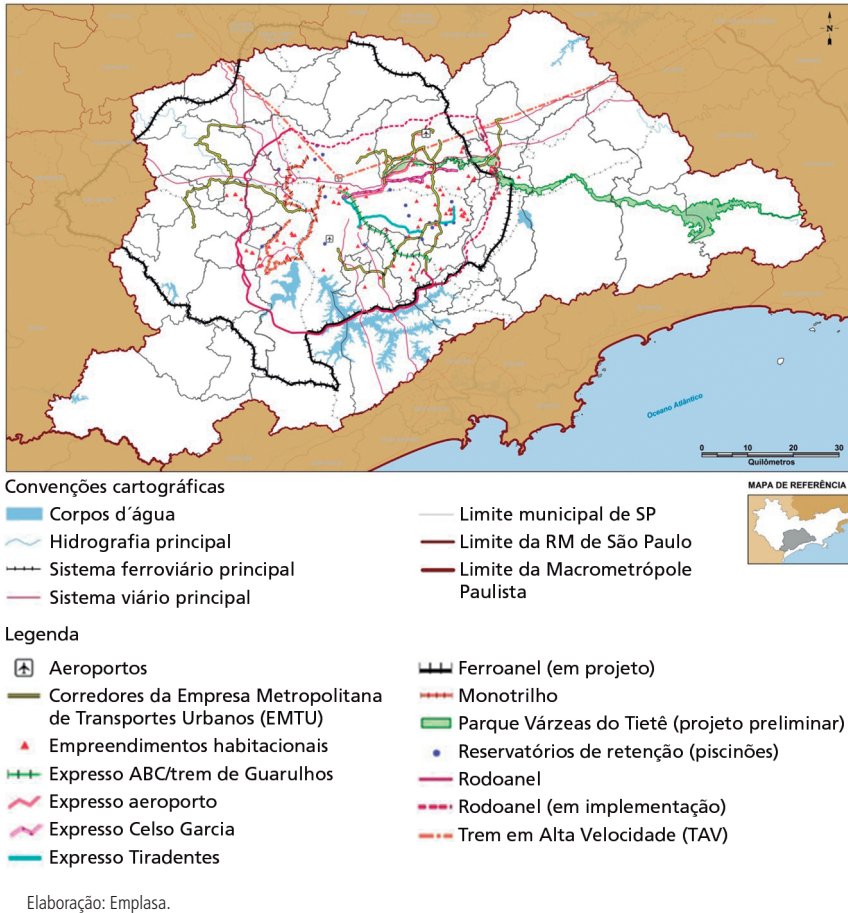 N
Oceano Atlântico
0 10 20 30
Quilômetros
Convenções cartográficas
MAPA DE REFERÊNCIA
Corpos d´água
Hidrografia principal
Sistema ferroviário principal
Sistema viário principal
Limite municipal de SP
Limite da RM de São Paulo
Limite da Macrometrópole
Paulista
Legenda
Aeroportos
Corredores da Empresa Metropolitana
de Transportes Urbanos (EMTU)
Empreendimentos habitacionais
Expresso ABC/trem de Guarulhos
Expresso aeroporto
Expresso Celso Garcia
Expresso Tiradentes
Ferroanel (em projeto)
Monotrilho
Parque Várzeas do Tietê (projeto preliminar)
Reservatórios de retenção (piscinões)
Rodoanel
Rodoanel (em implementação)
Trem em Alta Velocidade (TAV)
Elaboração: Emplasa.